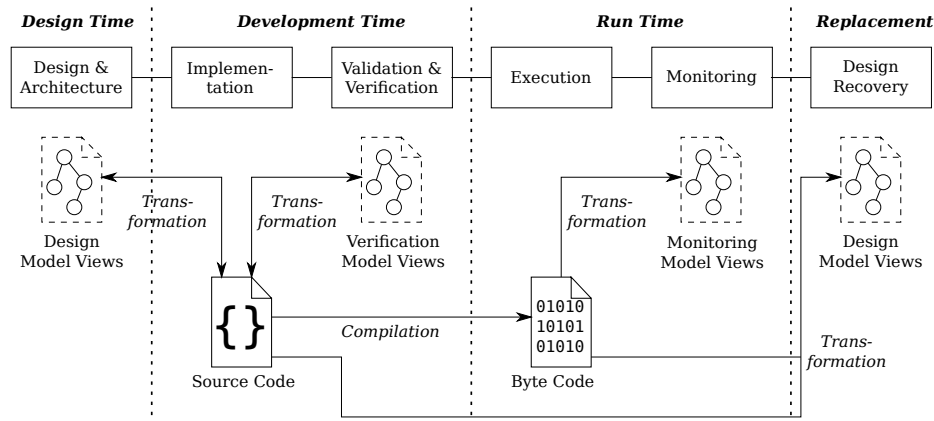 Design Time
Development Time
Run Time
Replacement
Design &
Architecture
Implemen-
tation
Validation &
Verification
Execution
Monitoring
Design
Recovery
Trans-
formation
Trans-
formation
Trans-
formation
Design
Model Views
Verification
Model Views
Monitoring
Model Views
Design
Model Views
{}
01010
10101
01010
Compilation
Trans-
formation
Source Code
Byte Code